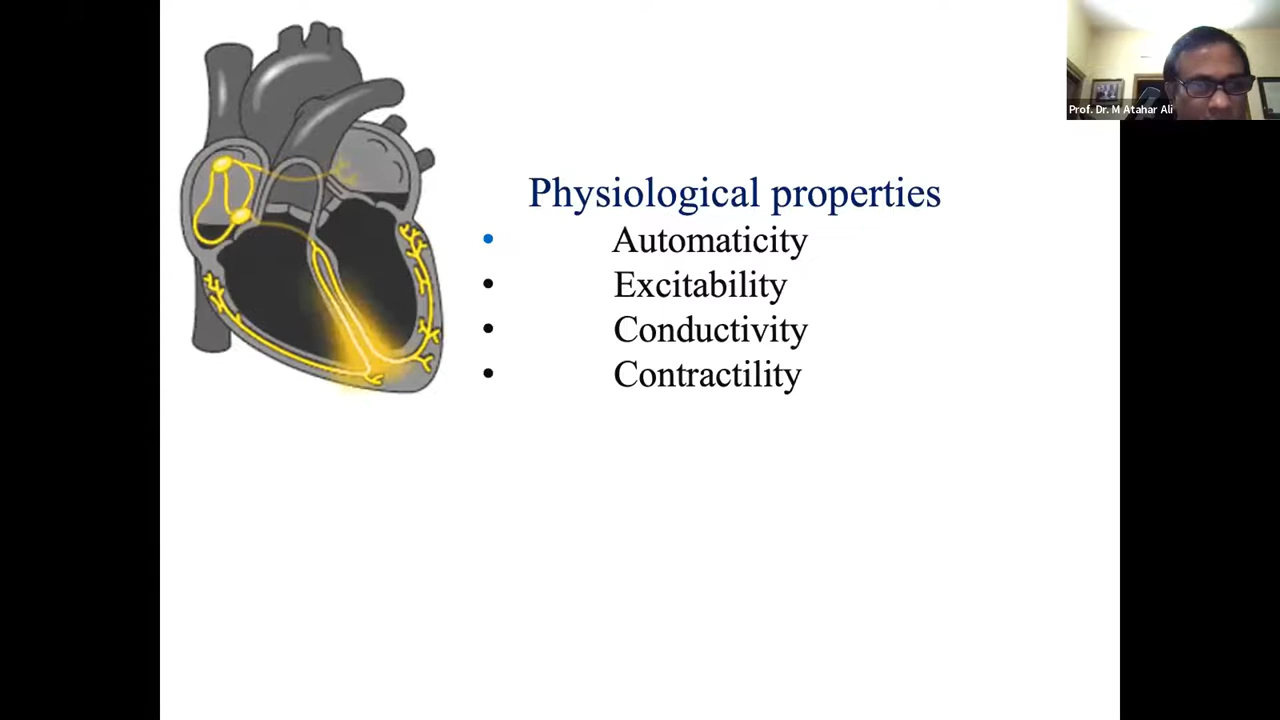 Prof. Dr. M Atahar Ali
Physiological properties
• Automaticity
• Excitability
• Conductivity
• Contractility